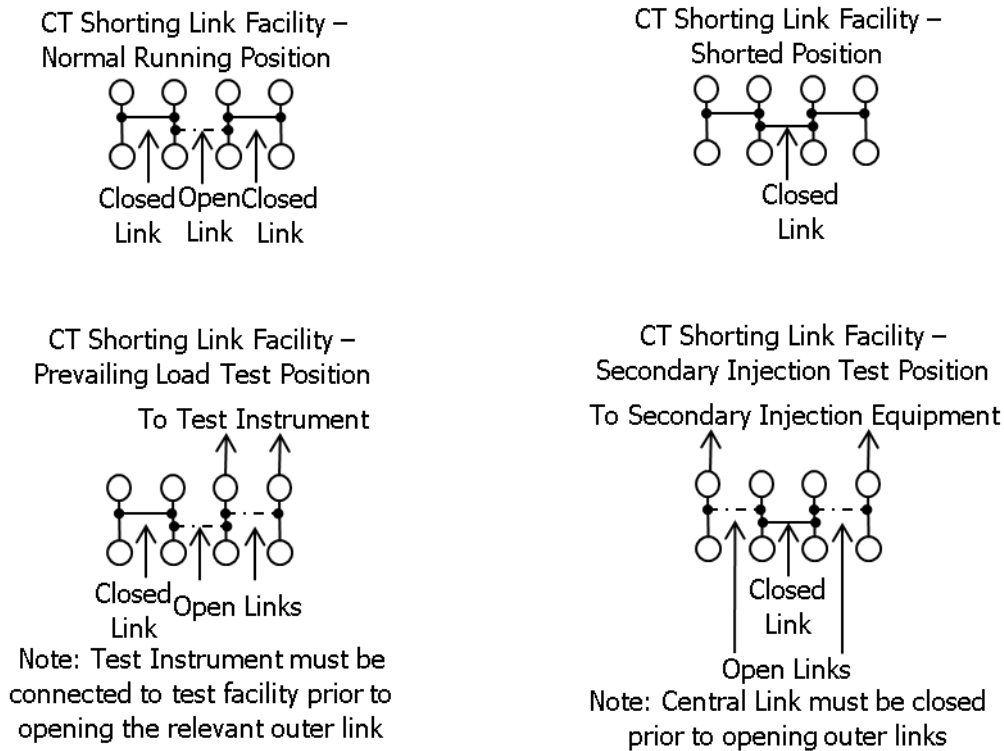 CT Shorting Link Facility –
Normal Running Position
Closed Open Closed
Link Link Link
CT Shorting Link Facility –
Shorted Position
Closed
Link
CT Shorting Link Facility –
Prevailing Load Test Position
To Test Instrument
Closed Open Links
Link
Note: Test Instrument must be
connected to test facility prior to
opening the relevant outer link
CT Shorting Link Facility –
Secondary Injection Test Position
To Secondary Injection Equipment
Closed
Link
Open Links
Note: Central Link must be closed
prior to opening outer links